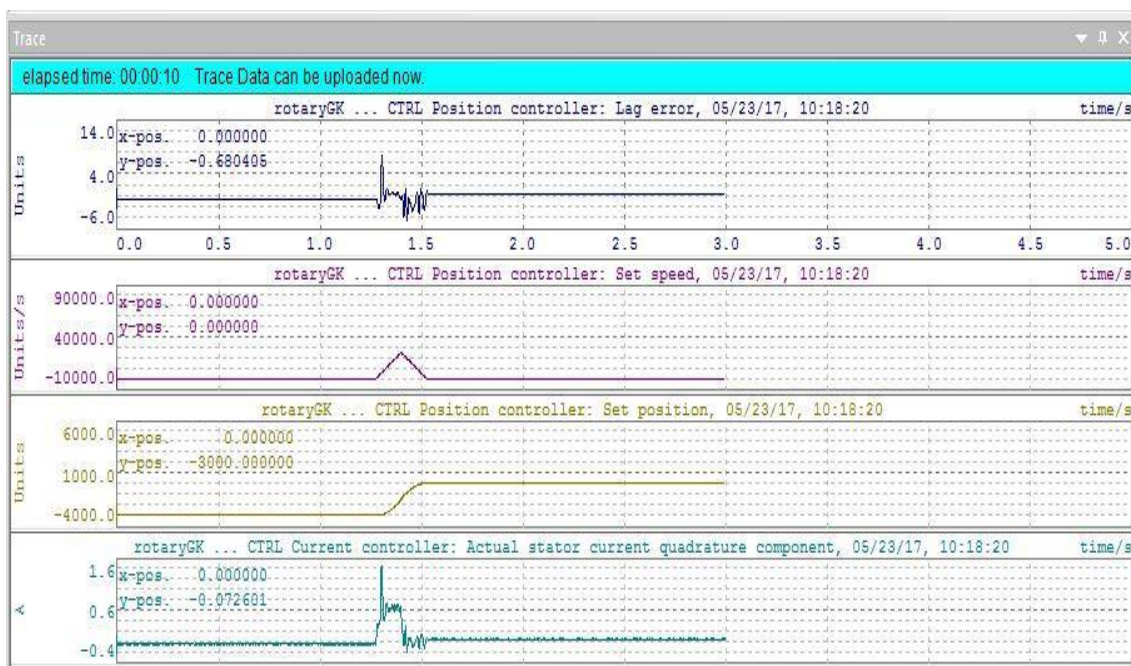 Trace
elapsed time: 00:00:10 Trace Data can be uploaded now.
rotaryGK ... CTRL Position controller: Lag error, 05/23/17, 10:18:20 time/s
Units
14.0
4.0
-6.0
x-pos. 0.000000
y-pos. -0.680405
0.0 0.5 1.0 1.5 2.0 2.5 3.0 3.5 4.0 4.5 5.0
rotaryGK ... CTRL Position controller: Set speed, 05/23/17, 10:18:20 time/s
Units/s
90000.0
40000.0
-10000.0
x-pos. 0.000000
y-pos. 0.000000
rotaryGK ... CTRL Position controller: Set position, 05/23/17, 10:18:20 time/s
Units
6000.0
1000.0
-4000.0
x-pos. 0.000000
y-pos. -3000.000000
rotaryGK ... CTRL Current controller: Actual stator current quadrature component, 05/23/17, 10:18:20 time/s
A
1.6
0.6
-0.4
x-pos. 0.000000
y-pos. -0.072601